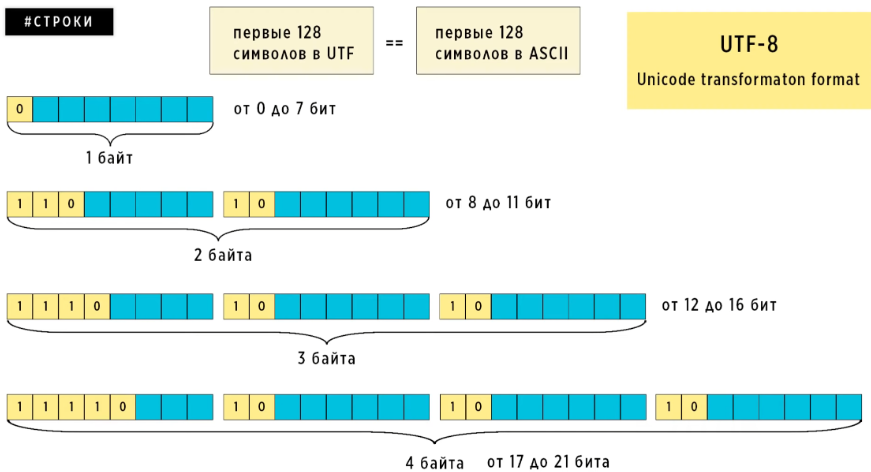 #СТРОКИ
первые 128
символов в UTF
==
первые 128
символов в ASCII
UTF-8
Unicode transformaton format
0
от 0 до 7 бит
1 байт
1 1 0 1 0
от 8 до 11 бит
2 байта
1 1 1 0 1 0 1 0
от 12 до 16 бит
3 байта
1 1 1 1 0 1 0 1 0 1 0
4 байта от 17 до 21 бита